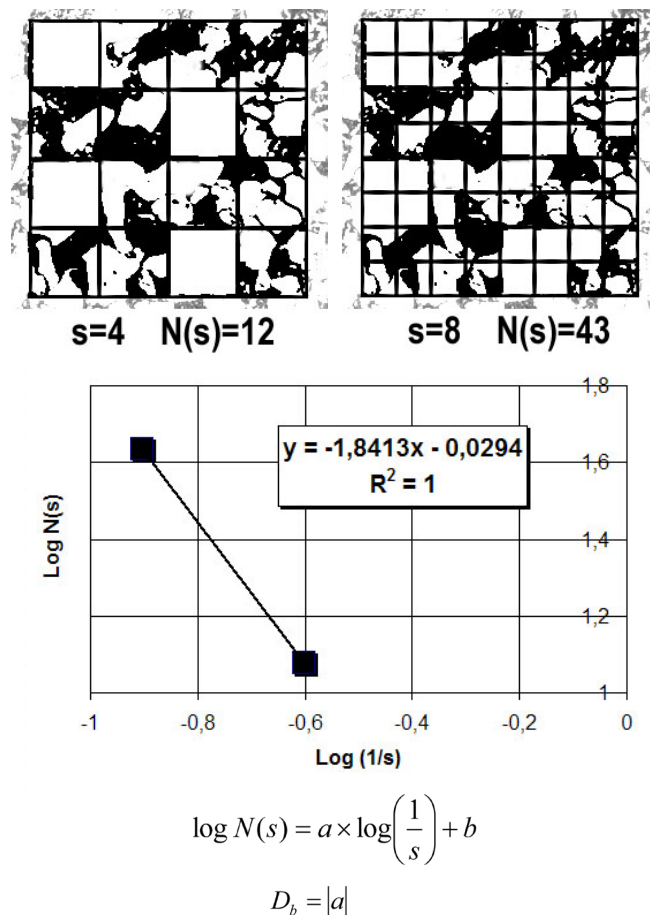 s=4 N(s)=12
s=8 N(s)=43
1,8
1,6
1,4
1,2
1
y = -1,8413x - 0,0294
R² = 1
Log N(s)
-1 -0,8 -0,6 -0,4 -0,2 0
Log (1/s)
log N(s) = a × log(1/s) + b
D_b = |a|